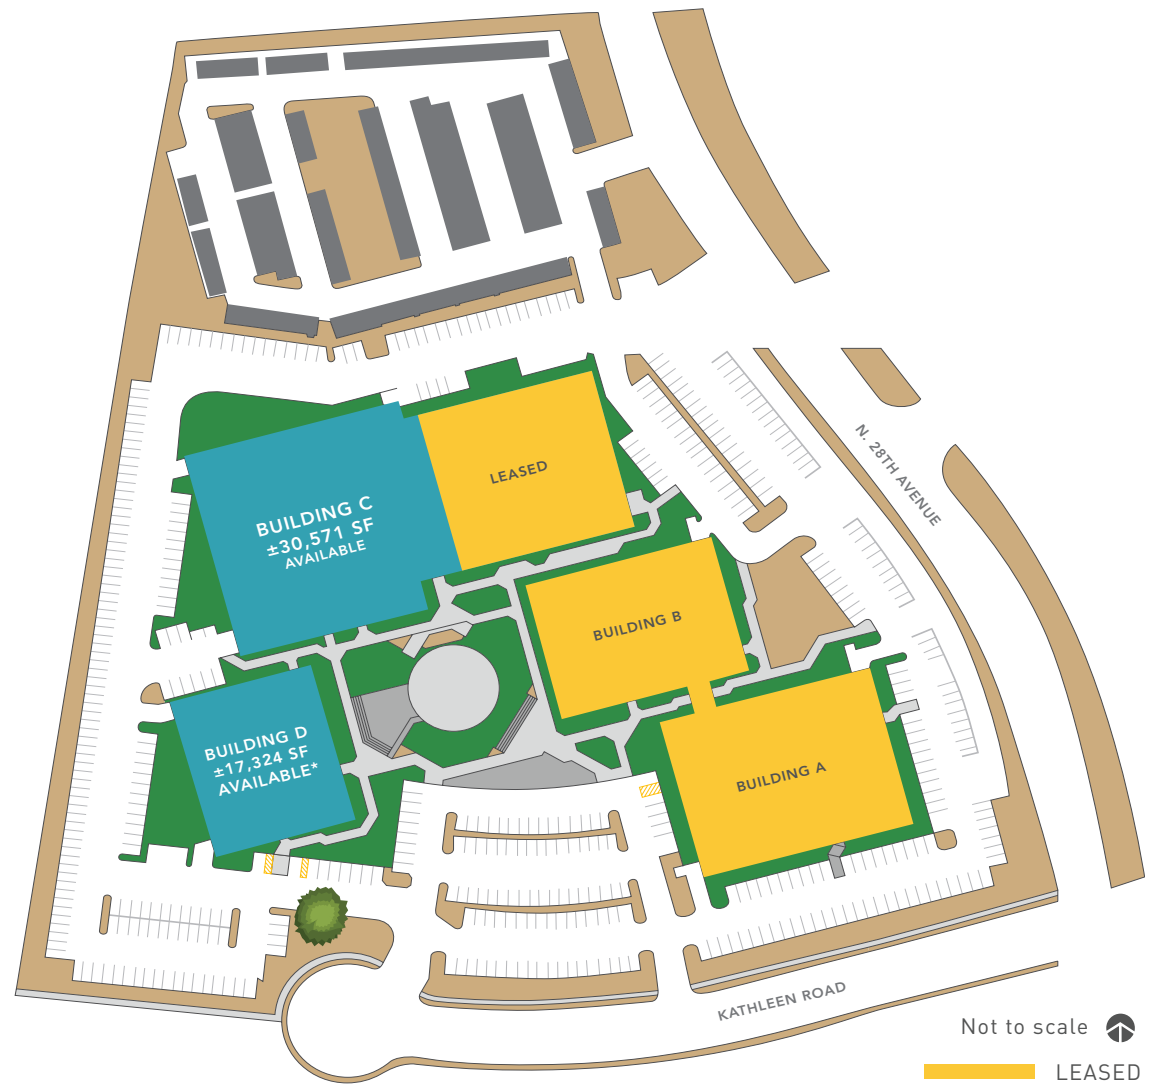 N. 28TH AVENUE
LEASED
BUILDING C
±30,571 SF
AVAILABLE
BUILDING B
BUILDING D
±17,324 SF
AVAILABLE*
BUILDING A
KATHLEEN ROAD
Not to scale
LEASED